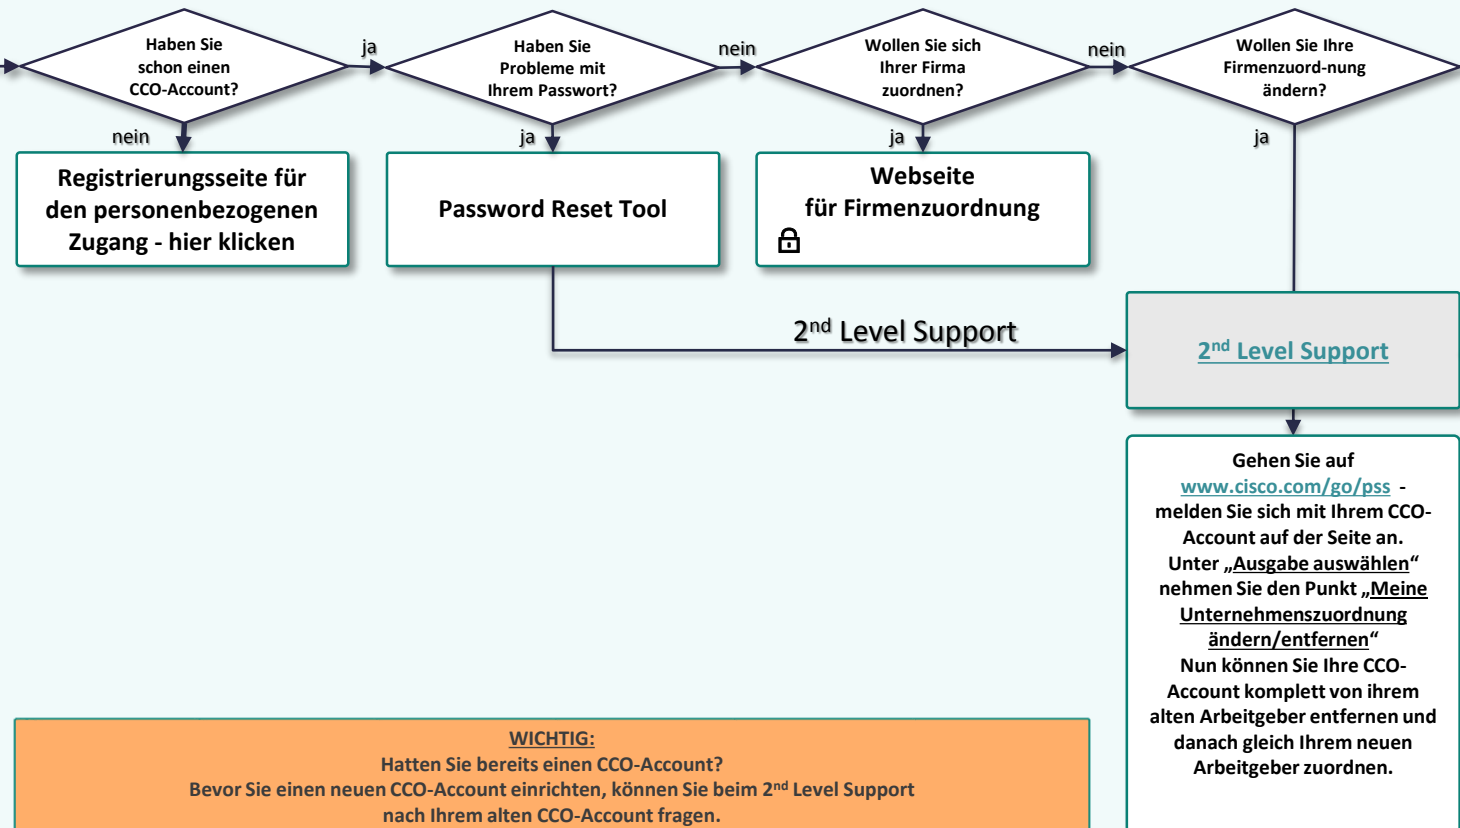 Haben Sie
schon einen
CCO-Account?
ja
Haben Sie
Probleme mit
Ihrem Passwort?
nein
Wollen Sie sich
Ihrer Firma
zuordnen?
nein
Wollen Sie Ihre
Firmenzuord-nung
ändern?
nein
ja
ja
ja
Registrierungsseite für
den personenbezogenen
Zugang - hier klicken
Password Reset Tool
Webseite
für Firmenzuordnung
2nd Level Support
2nd Level Support
Gehen Sie auf
www.cisco.com/go/pss -
melden Sie sich mit Ihrem CCO-
Account auf der Seite an.
Unter „Ausgabe auswählen“
nehmen Sie den Punkt „Meine
Unternehmenszuordnung
ändern/entfernen“
Nun können Sie Ihre CCO-
Account komplett von ihrem
alten Arbeitgeber entfernen und
danach gleich Ihrem neuen
Arbeitgeber zuordnen.
WICHTIG:
Hatten Sie bereits einen CCO-Account?
Bevor Sie einen neuen CCO-Account einrichten, können Sie beim 2nd Level Support
nach Ihrem alten CCO-Account fragen.